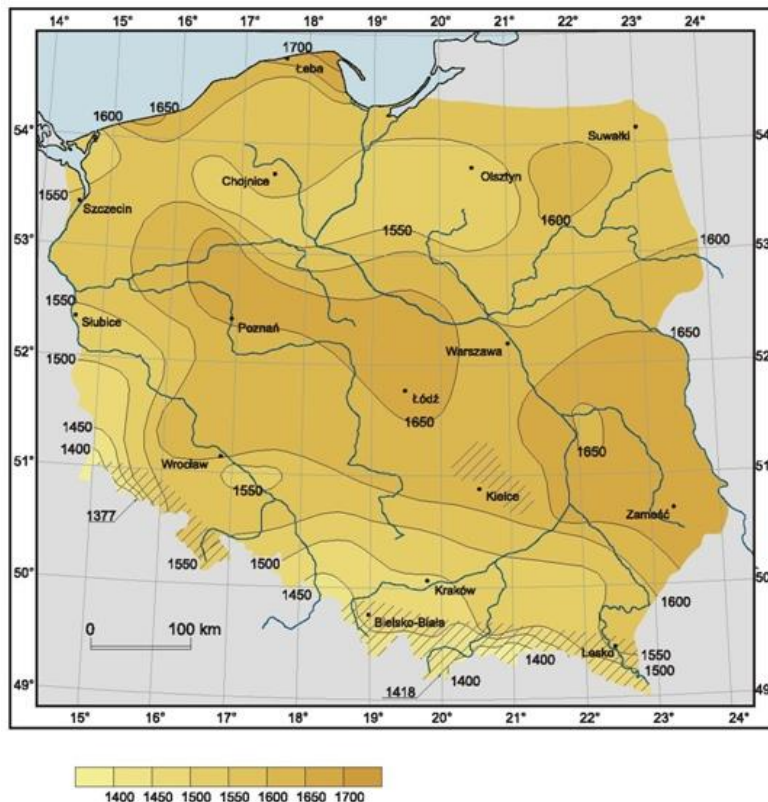 14° 15° 16° 17° 18° 19° 20° 21° 22° 23°
1700
Łeba
1650
1600
54° 54°
Suwałki
Chojnice
Olsztyn
1550
Szczecin
1600
1550
53° 1600 53°
1550
Słubice
1650
Poznań
Warszawa
52° 52°
1500
Łódź
1650
1450
1650
1400
51° Wrocław 51°
1550
Kielce
Zamość
1377
1550 1500
50° 50°
1450
Kraków
1600
0 100 km
Bielsko-Biała
Lesko 1550
1400
1500
1400
49° 1418 49°
15° 16° 17° 18° 19° 20° 21° 22° 23° 24°
1400 1450 1500 1550 1600 1650 1700